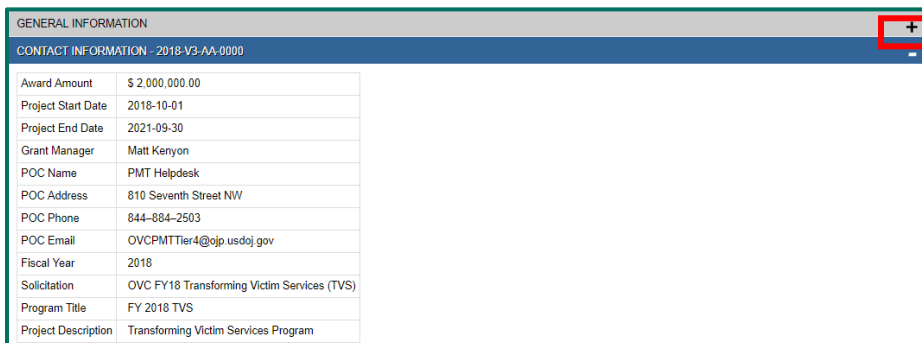 GENERAL INFORMATION +
CONTACT INFORMATION - 2018-V3-AA-0000 -
Award Amount $ 2,000,000.00
Project Start Date 2018-10-01
Project End Date 2021-09-30
Grant Manager Matt Kenyon
POC Name PMT Helpdesk
POC Address 810 Seventh Street NW
POC Phone 844–884–2503
POC Email OVCPMTTier4@ojp.usdoj.gov
Fiscal Year 2018
Solicitation OVC FY18 Transforming Victim Services (TVS)
Program Title FY 2018 TVS
Project Description Transforming Victim Services Program